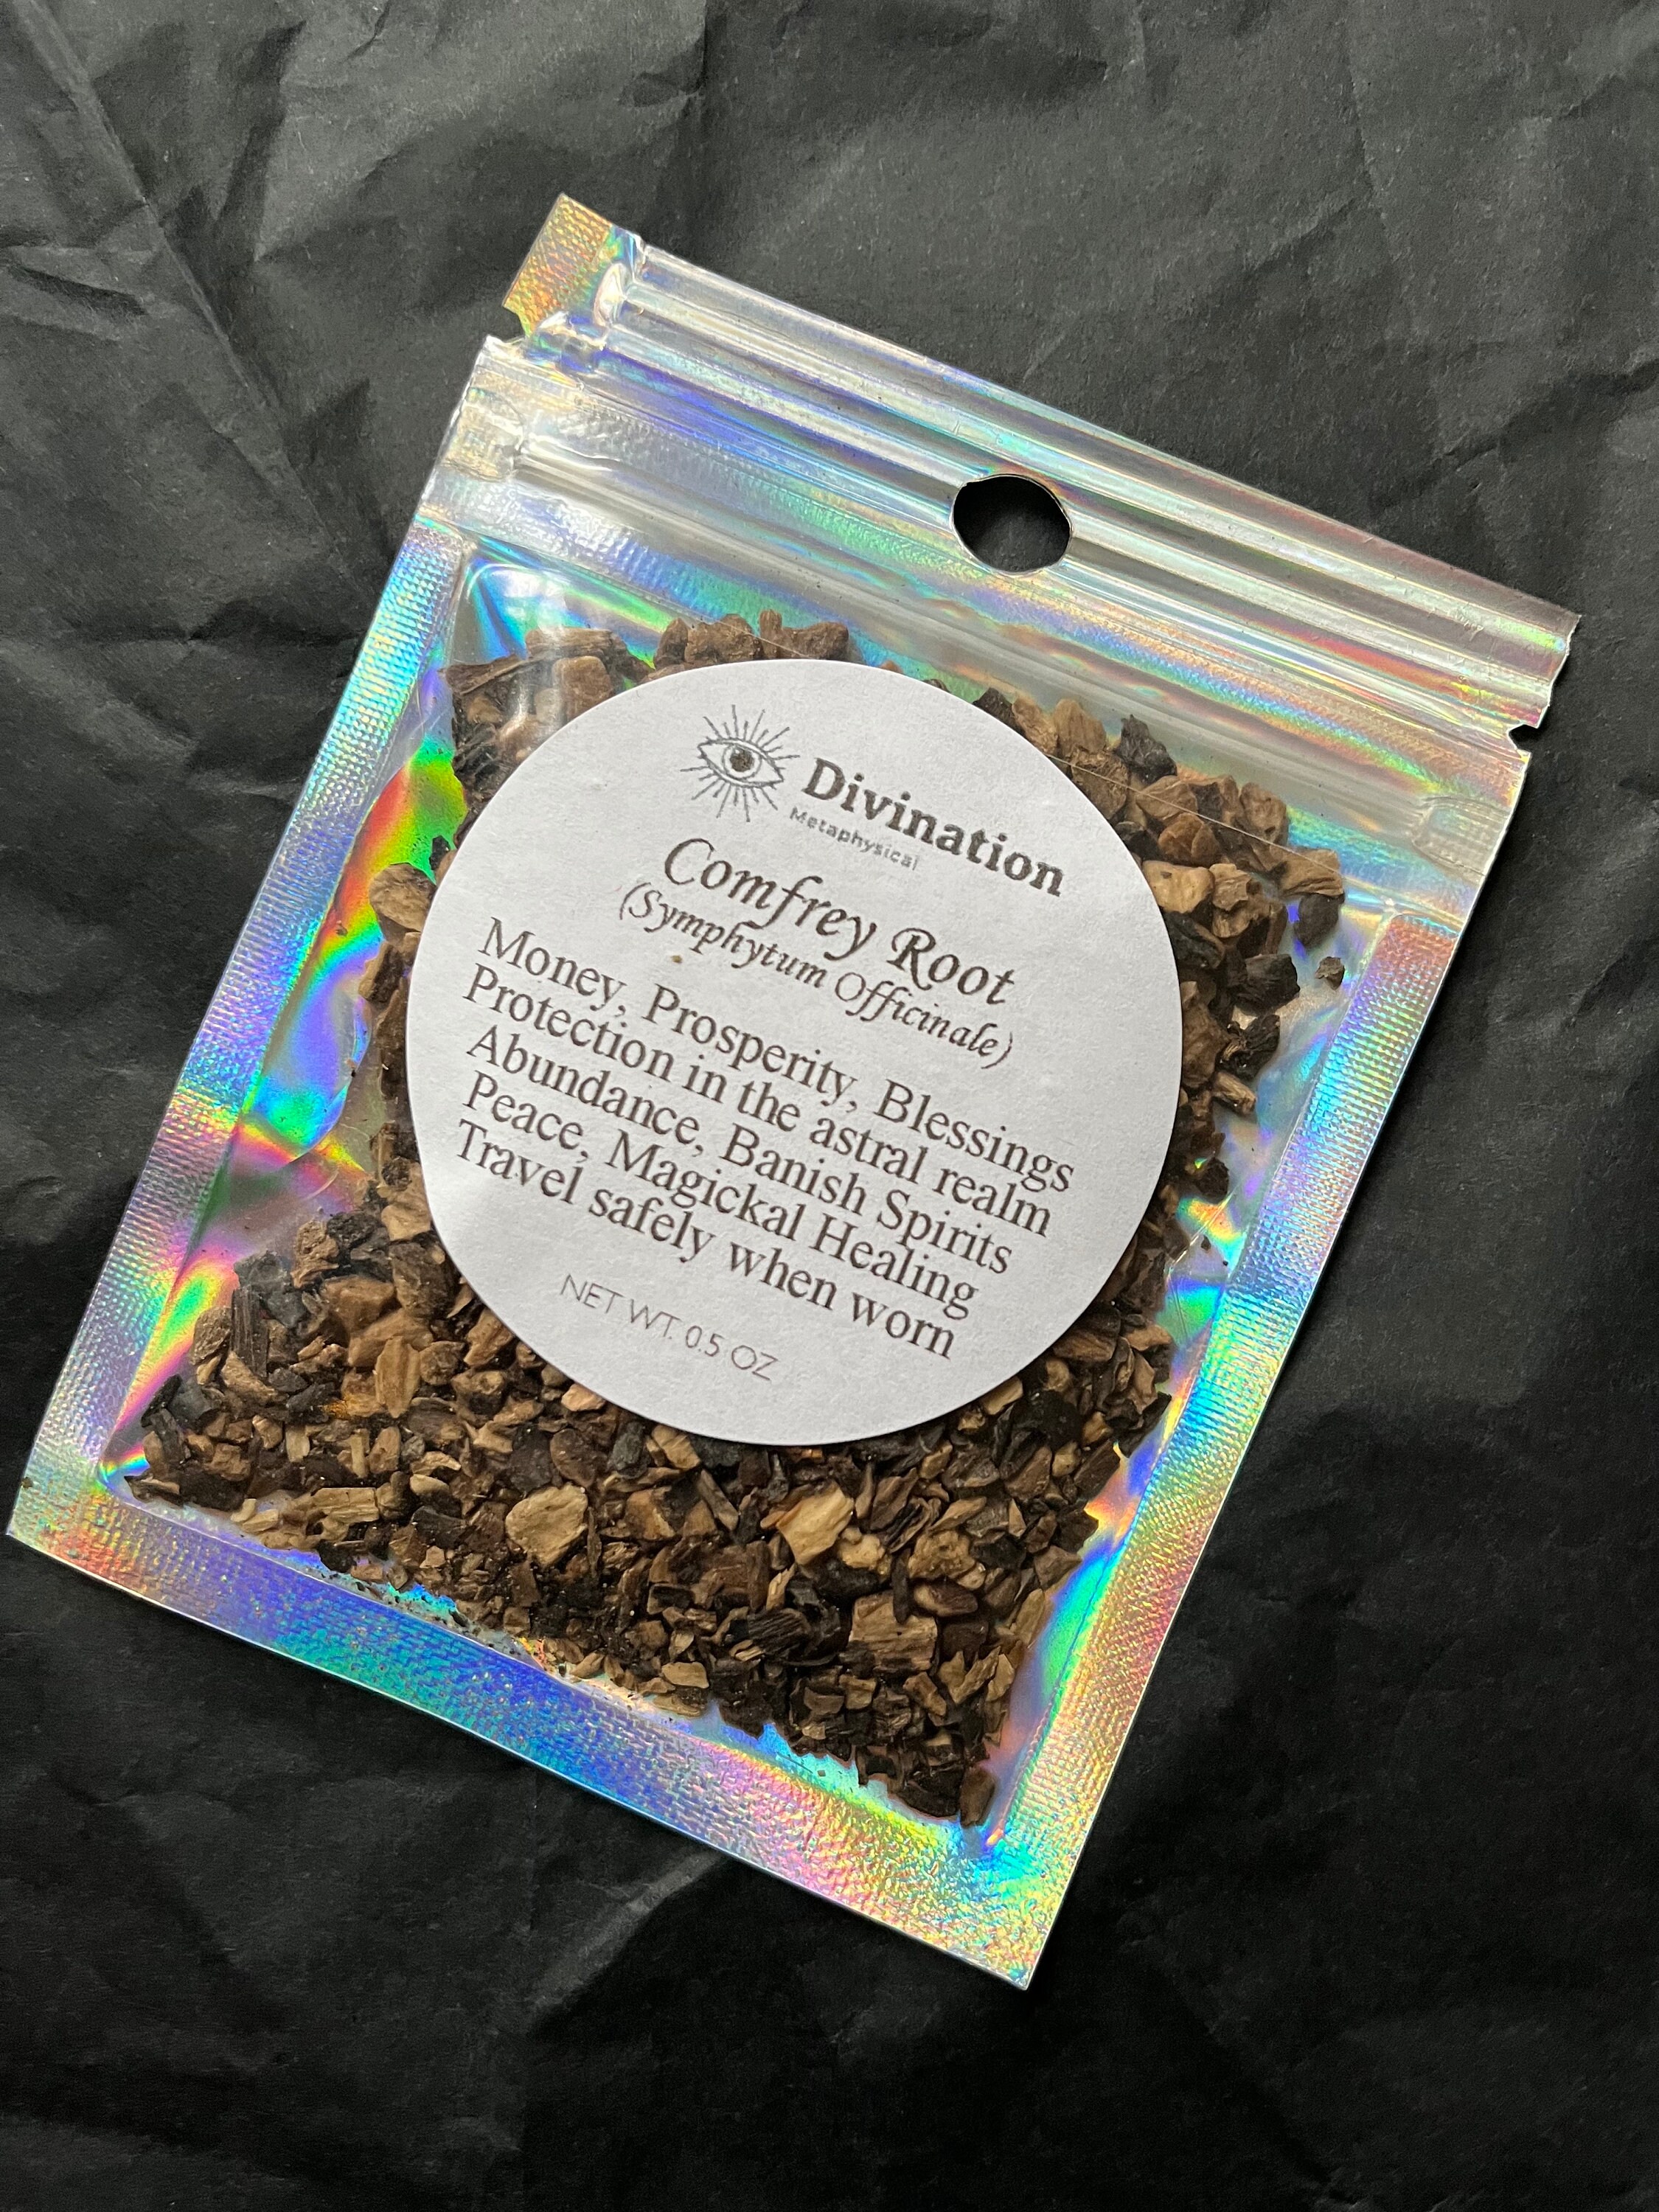 Divination
Metaphysical
Comfrey Root
(Symphytum Officinale)
Money, Prosperity, Blessings
Protection in the astral realm
Abundance, Banish Spirits
Peace, Magickal Healing
Travel safely when worn
NET WT. 0.5 OZ